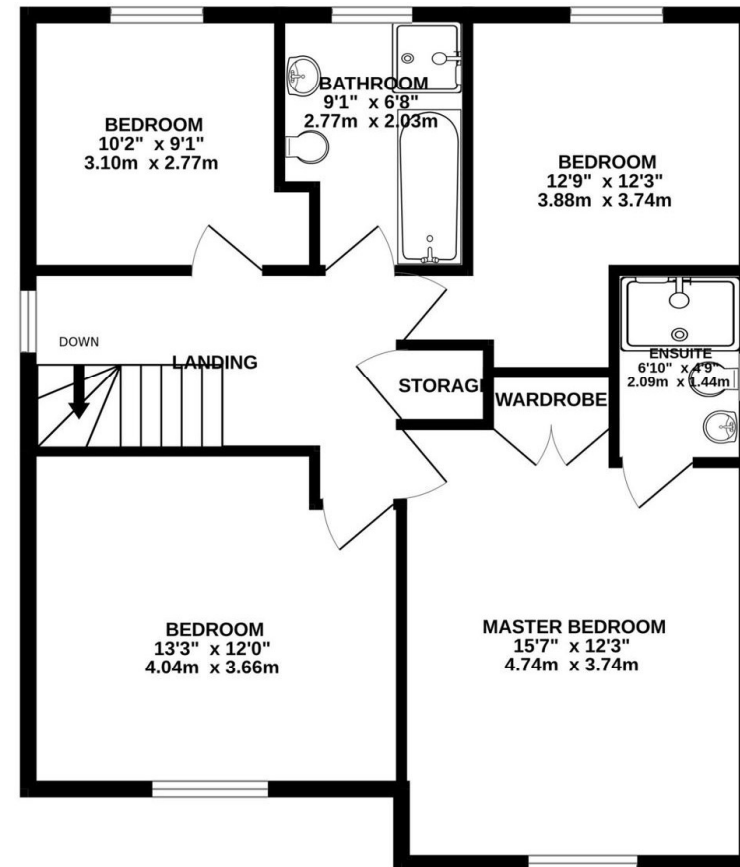 BEDROOM
10'2" x 9'1"
3.10m x 2.77m
BATHROOM
9'1" x 6'8"
2.77m x 2.03m
BEDROOM
12'9" x 12'3"
3.88m x 3.74m
DOWN
LANDING
STORAGE
WARDROBE
ENSUITE
6'10" x 4'9"
2.09m x 1.44m
BEDROOM
13'3" x 12'0"
4.04m x 3.66m
MASTER BEDROOM
15'7" x 12'3"
4.74m x 3.74m